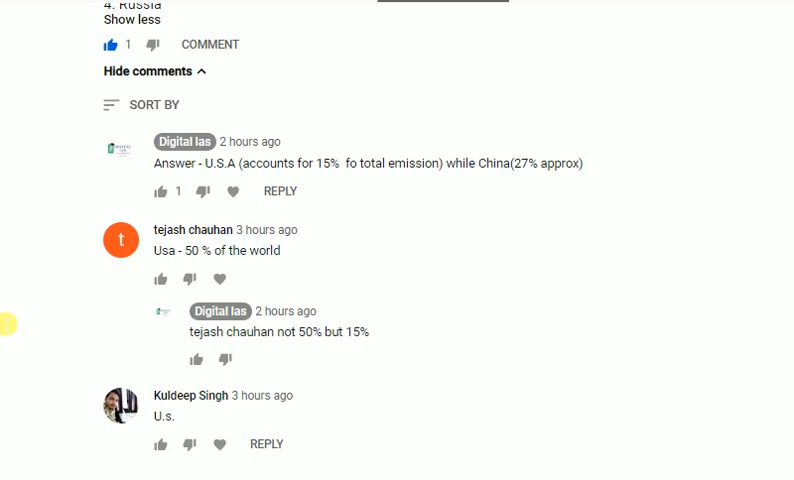 4. Russia
Show less
1 COMMENT
Hide comments
SORT BY
Digital Ias 2 hours ago
Answer - U.S.A (accounts for 15% fo total emission) while China(27% approx)
1 REPLY
t
tejash chauhan 3 hours ago
Usa - 50 % of the world
Digital Ias 2 hours ago
tejash chauhan not 50% but 15%
Kuldeep Singh 3 hours ago
U.s.
REPLY